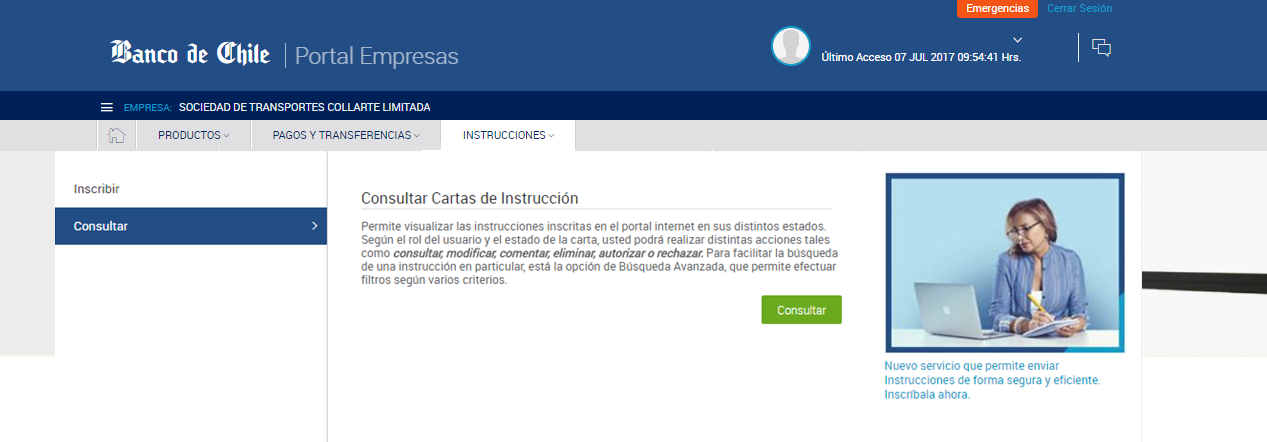 Emergencias Cerrar Sesión
Banco de Chile Portal Empresas
Último Acceso 07 JUL 2017 09:54:41 Hrs.
EMPRESA: SOCIEDAD DE TRANSPORTES COLLARTE LIMITADA
PRODUCTOS PAGOS Y TRANSFERENCIAS INSTRUCCIONES
Inscribir
Consultar
Consultar Cartas de Instrucción
Permite visualizar las instrucciones inscritas en el portal internet en sus distintos estados.
Según el rol del usuario y el estado de la carta, usted podrá realizar distintas acciones tales
como consultar, modificar, comentar, eliminar, autorizar o rechazar. Para facilitar la búsqueda
de una instrucción en particular, está la opción de Búsqueda Avanzada, que permite efectuar
filtros según varios criterios.
Consultar
Nuevo servicio que permite enviar
Instrucciones de forma segura y eficiente.
Inscríbala ahora.